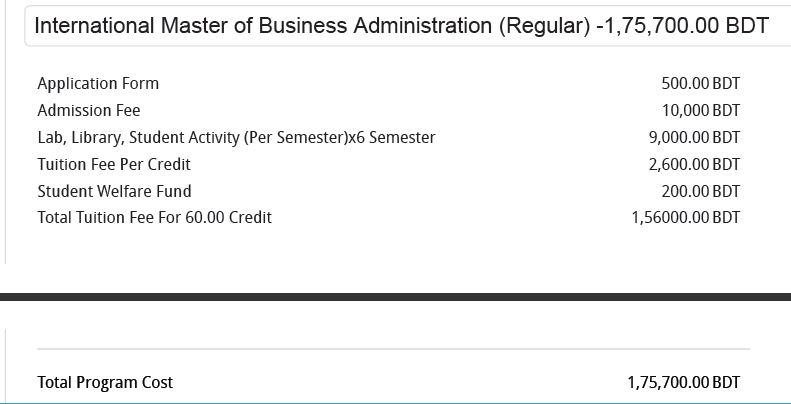 International Master of Business Administration (Regular) -1,75,700.00 BDT
Application Form 500.00 BDT
Admission Fee 10,000 BDT
Lab, Library, Student Activity (Per Semester)x6 Semester 9,000.00 BDT
Tuition Fee Per Credit 2,600.00 BDT
Student Welfare Fund 200.00 BDT
Total Tuition Fee For 60.00 Credit 1,56000.00 BDT
Total Program Cost 1,75,700.00 BDT